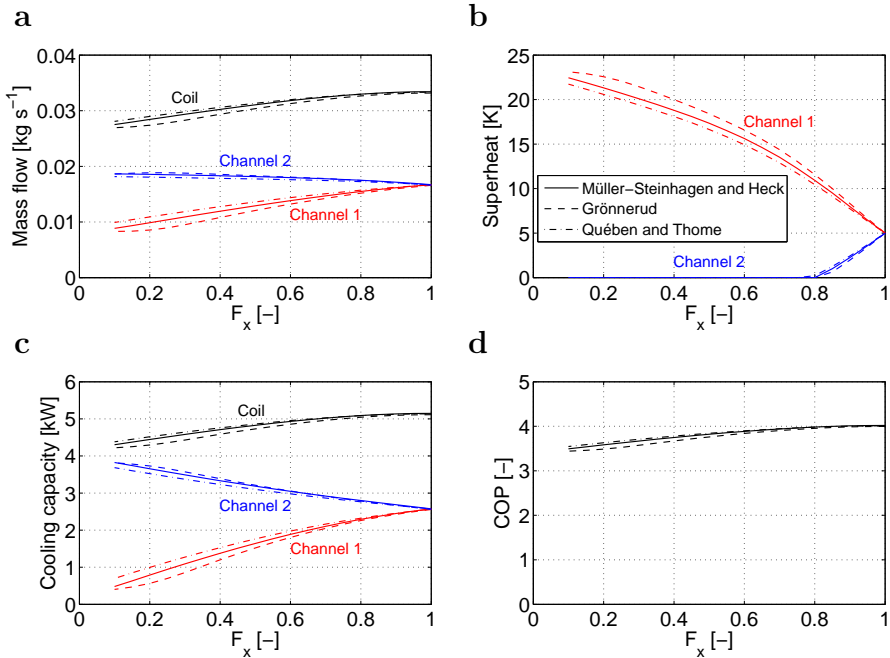 a
0.04
0.03
0.02
0.01
0
Mass flow [kg s⁻¹]
Coil
Channel 2
Channel 1
0 0.2 0.4 0.6 0.8 1
F_x [−]
b
25
20
15
10
5
0
Superheat [K]
Channel 1
Müller−Steinhagen and Heck
Grönnerud
Quében and Thome
Channel 2
0 0.2 0.4 0.6 0.8 1
F_x [−]
c
6
5
4
3
2
1
0
Cooling capacity [kW]
Coil
Channel 2
Channel 1
0 0.2 0.4 0.6 0.8 1
F_x [−]
d
5
4
3
2
1
0
COP [−]
0 0.2 0.4 0.6 0.8 1
F_x [−]